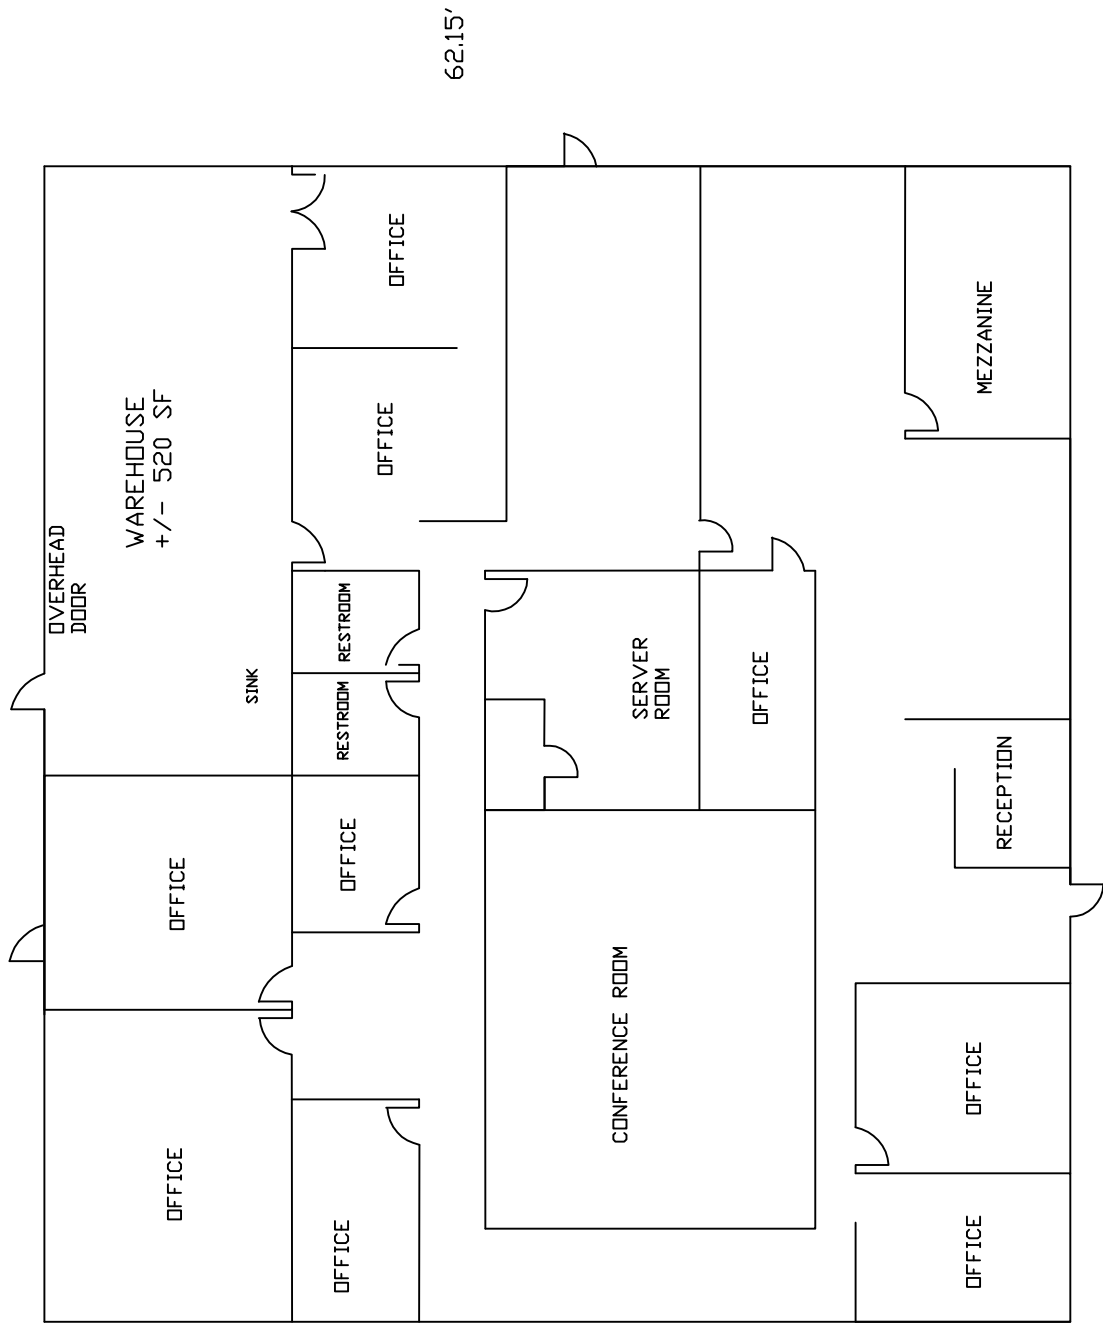 62.15'
OVERHEAD
DOOR
WAREHOUSE
+/- 520 SF
OFFICE
OFFICE
SINK
RESTROOM
RESTROOM
OFFICE
OFFICE
OFFICE
OFFICE
SERVER
ROOM
OFFICE
CONFERENCE ROOM
MEZZANINE
RECEPTION
OFFICE
OFFICE